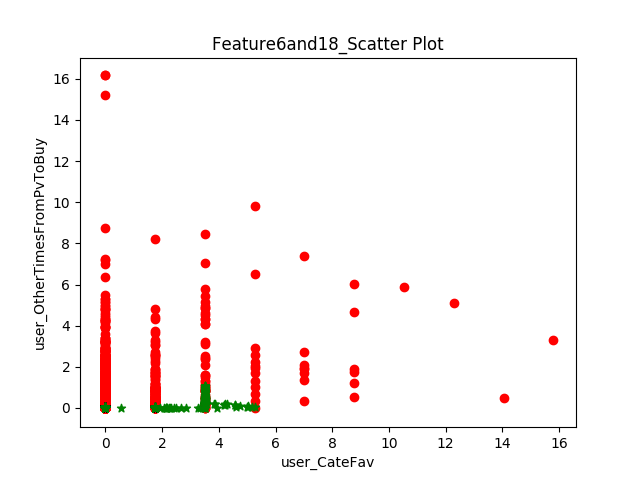 Feature6and18_Scatter Plot
user_OtherTimesFromPvToBuy
16
14
12
10
8
6
4
2
0
0 2 4 6 8 10 12 14 16
user_CateFav